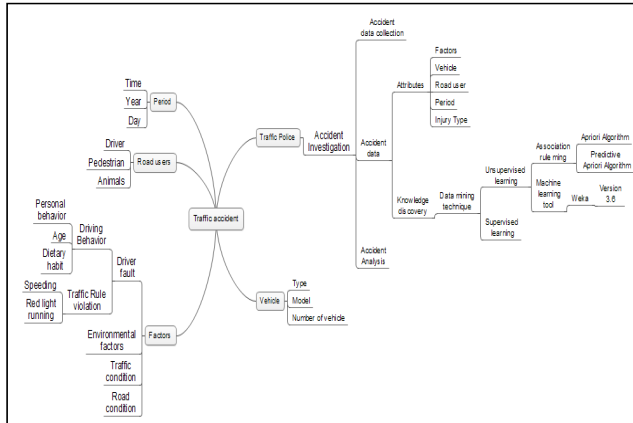 Accident
data collection
Factors
Vehicle
Attributes
Road user
Period
Injury Type
Time
Year
Period
Day
Traffic Police
Accident
Investigation
Accident
data
Driver
Pedestrian
Road users
Animals
Apriori Algorithm
Association
rule ming
Predictive
Apriori Algorithm
Unsupervised
learning
Machine
learning
tool
Weka
Version
3.6
Knowledge
discovery
Data mining
technique
Supervised
learning
Traffic accident
Personal
behavior
Age
Driving
Behavior
Dietary
habit
Driver
fault
Accident
Analysis
Speeding
Traffic Rule
violation
Red light
running
Type
Vehicle
Model
Number of vehicle
Environmental
factors
Factors
Traffic
condition
Road
condition